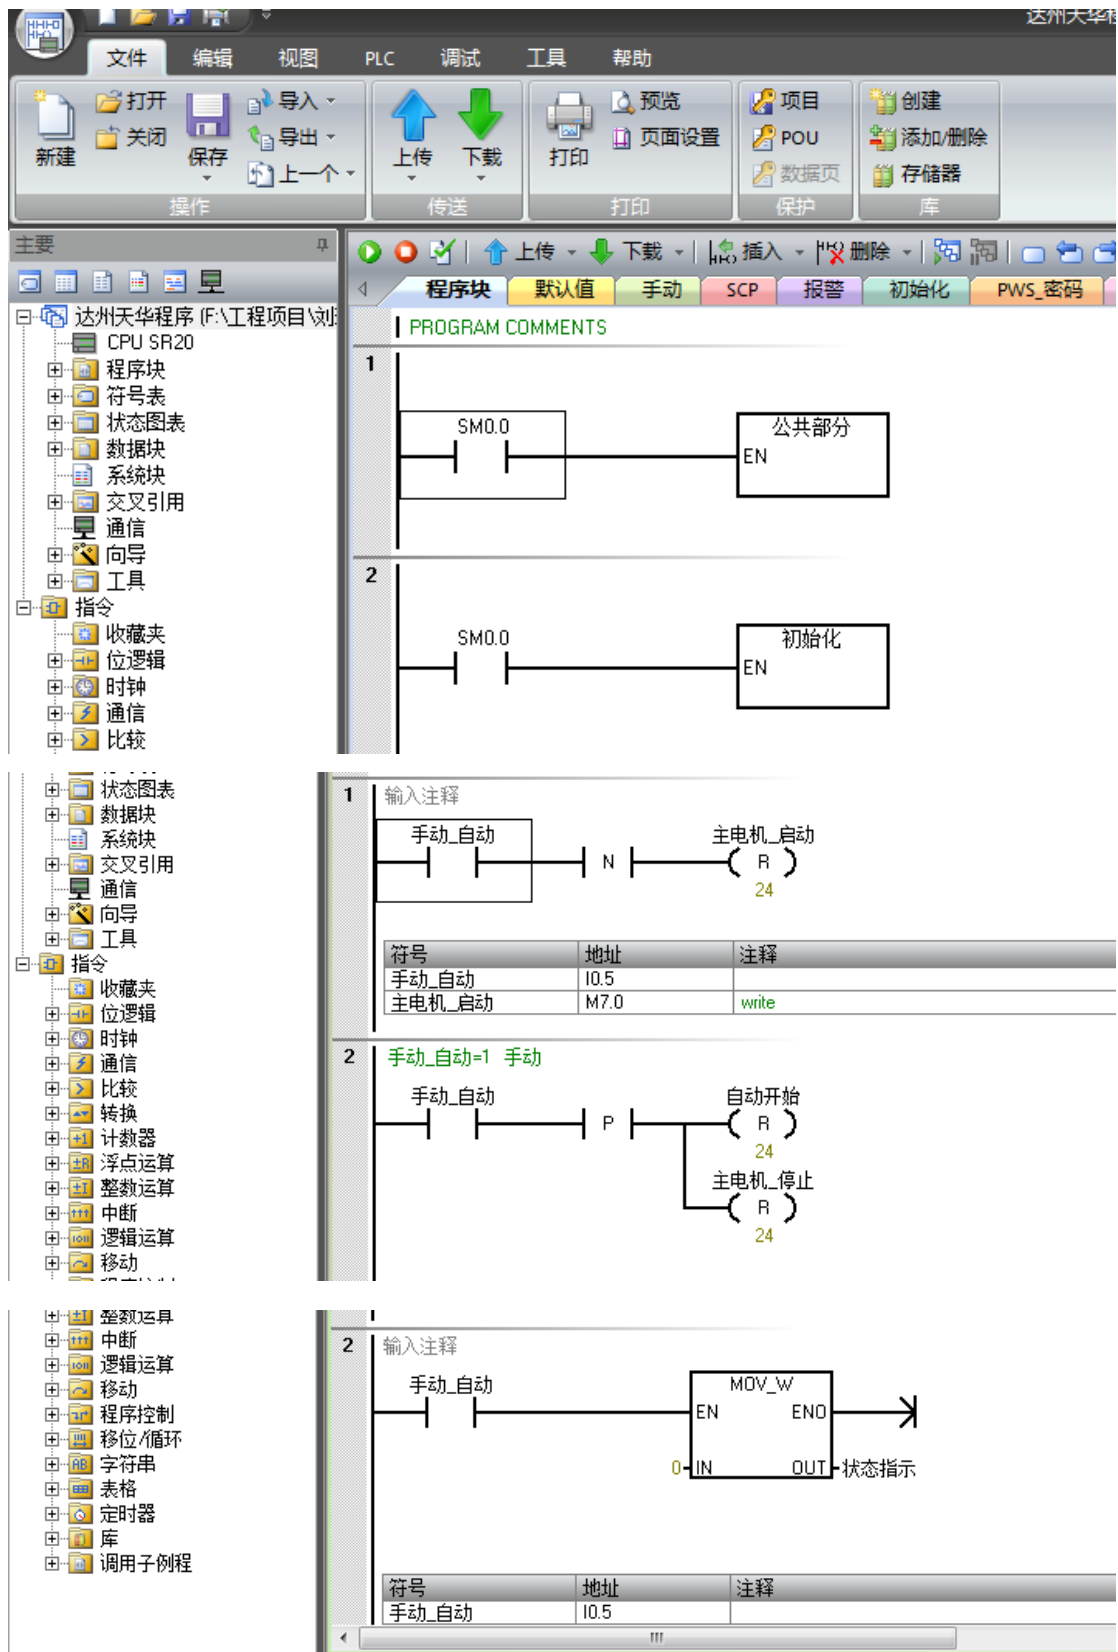 达州天华程
文件 编辑 视图 PLC 调试 工具 帮助
新建 打开 关闭 保存 导入 导出 上一个
上传 下载 打印 预览 页面设置
项目 POU 数据页 创建 添加/删除 存储器
操作 传送 打印 保护 库
主要
上传 下载 插入 删除
程序块 默认值 手动 SCP 报警 初始化 PWS_密码
达州天华程序 (F:\工程项目\刘
CPU SR20
程序块
符号表
状态图表
数据块
系统块
交叉引用
通信
向导
工具
指令
收藏夹
位逻辑
时钟
通信
比较
PROGRAM COMMENTS
1
SM0.0
公共部分
EN
2
SM0.0
初始化
EN
状态图表
数据块
系统块
交叉引用
通信
向导
工具
指令
收藏夹
位逻辑
时钟
通信
比较
转换
计数器
浮点运算
整数运算
中断
逻辑运算
移动
1 输入注释
手动_自动 主电机_启动
N R
24
符号 地址 注释
手动_自动 I0.5
主电机_启动 M7.0 write
2 手动_自动=1 手动
手动_自动 自动开始
P R
24
主电机_停止
R
24
整数运算
中断
逻辑运算
移动
程序控制
移位/循环
字符串
表格
定时器
库
调用子例程
2 输入注释
手动_自动 MOV_W
EN ENO
0 IN OUT 状态指示
符号 地址 注释
手动_自动 I0.5